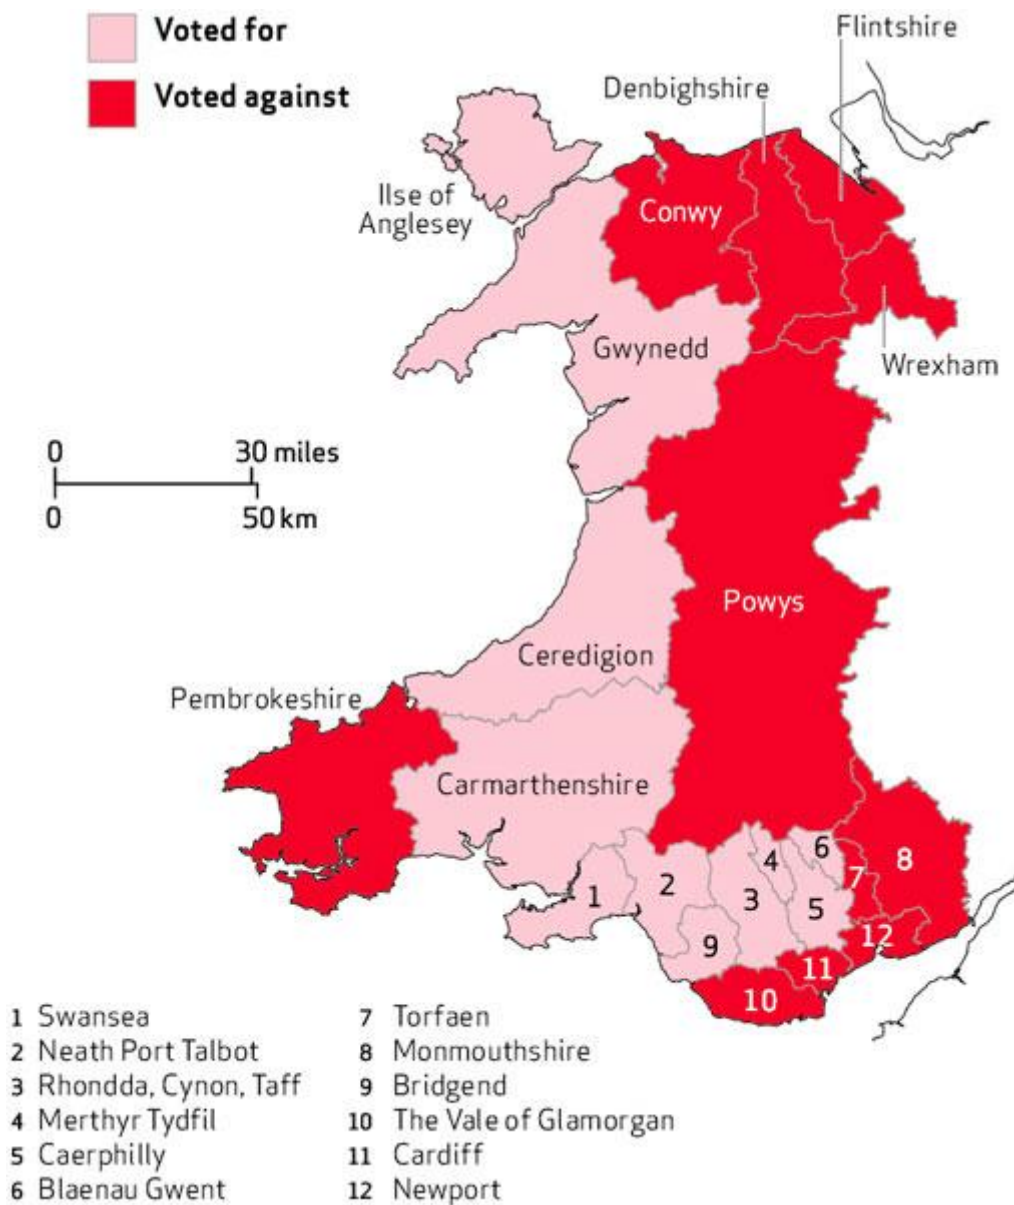 Voted for
Voted against
Flintshire
Denbighshire
Ilse of
Anglesey
Conwy
Gwynedd
Wrexham
0 30 miles
0 50 km
Powys
Ceredigion
Pembrokeshire
Carmarthenshire
6
4
8
7
2
3
1
5
12
9
11
10
1 Swansea
2 Neath Port Talbot
3 Rhondda, Cynon, Taff
4 Merthyr Tydfil
5 Caerphilly
6 Blaenau Gwent
7 Torfaen
8 Monmouthshire
9 Bridgend
10 The Vale of Glamorgan
11 Cardiff
12 Newport